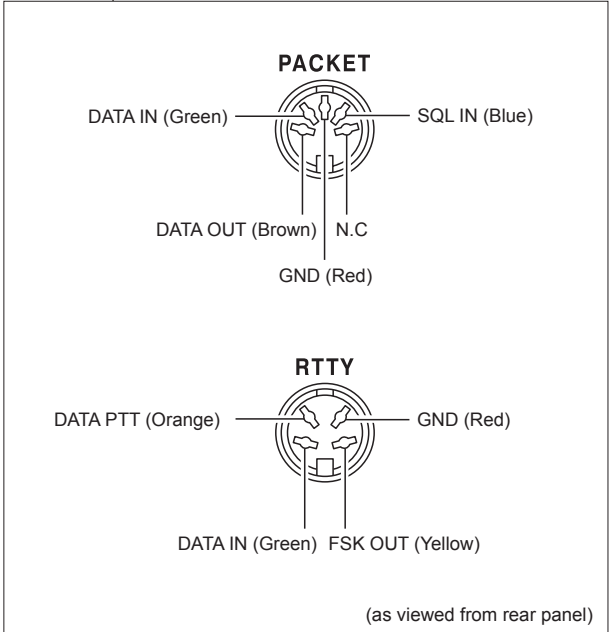 PACKET
DATA IN (Green)
SQL IN (Blue)
DATA OUT (Brown)
N.C
GND (Red)
RTTY
DATA PTT (Orange)
GND (Red)
DATA IN (Green)
FSK OUT (Yellow)
(as viewed from rear panel)